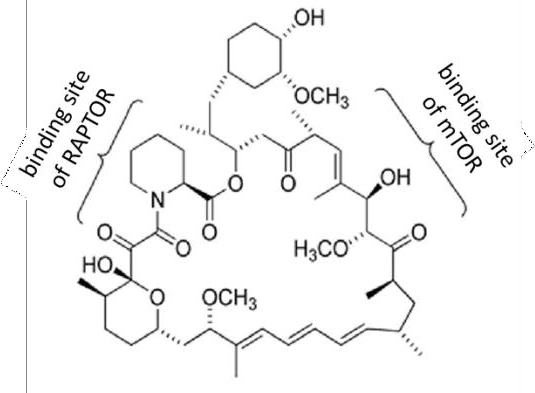 OH
OCH3
binding site
of RAPTOR
binding site
of mTOR
O
O
OH
N
O
H3CO
O
O
O
HO
O
OCH3